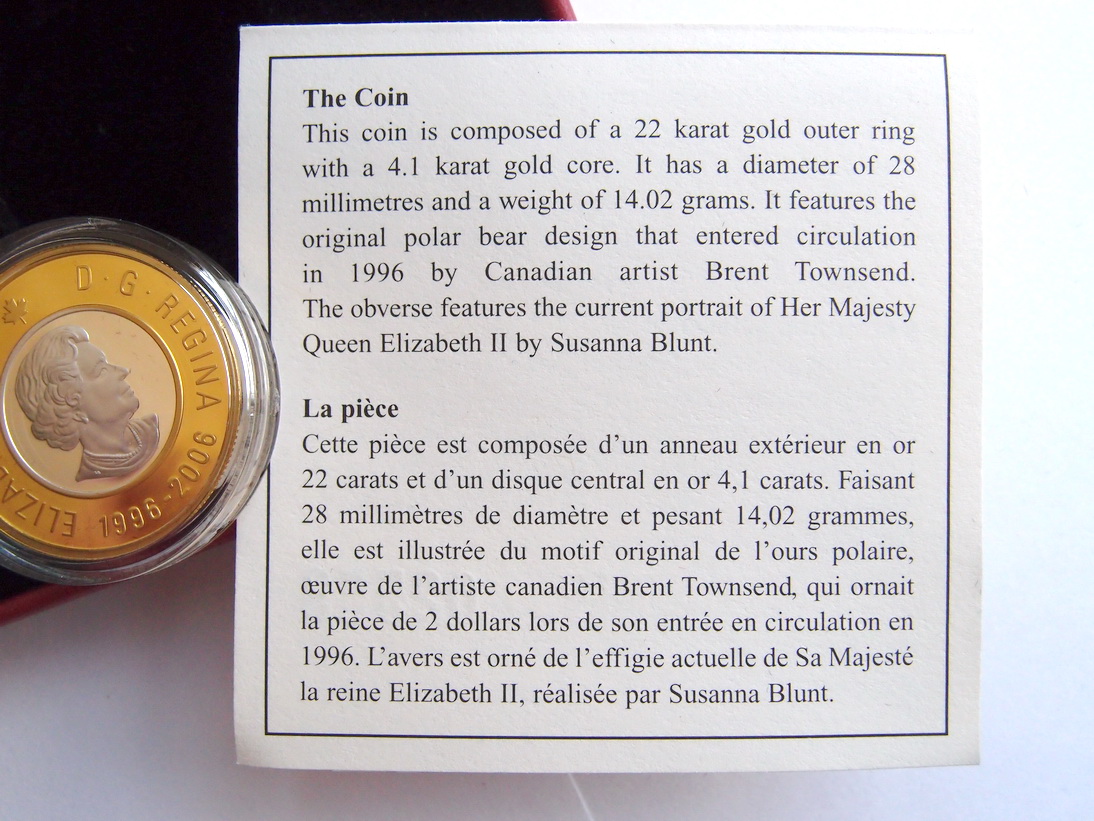 D·G·REGINA
ELIZA
1996-2006
The Coin
This coin is composed of a 22 karat gold outer ring
with a 4.1 karat gold core. It has a diameter of 28
millimetres and a weight of 14.02 grams. It features the
original polar bear design that entered circulation
in 1996 by Canadian artist Brent Townsend.
The obverse features the current portrait of Her Majesty
Queen Elizabeth II by Susanna Blunt.
La pièce
Cette pièce est composée d’un anneau extérieur en or
22 carats et d’un disque central en or 4,1 carats. Faisant
28 millimètres de diamètre et pesant 14,02 grammes,
elle est illustrée du motif original de l’ours polaire,
œuvre de l’artiste canadien Brent Townsend, qui ornait
la pièce de 2 dollars lors de son entrée en circulation en
1996. L’avers est orné de l’effigie actuelle de Sa Majesté
la reine Elizabeth II, réalisée par Susanna Blunt.